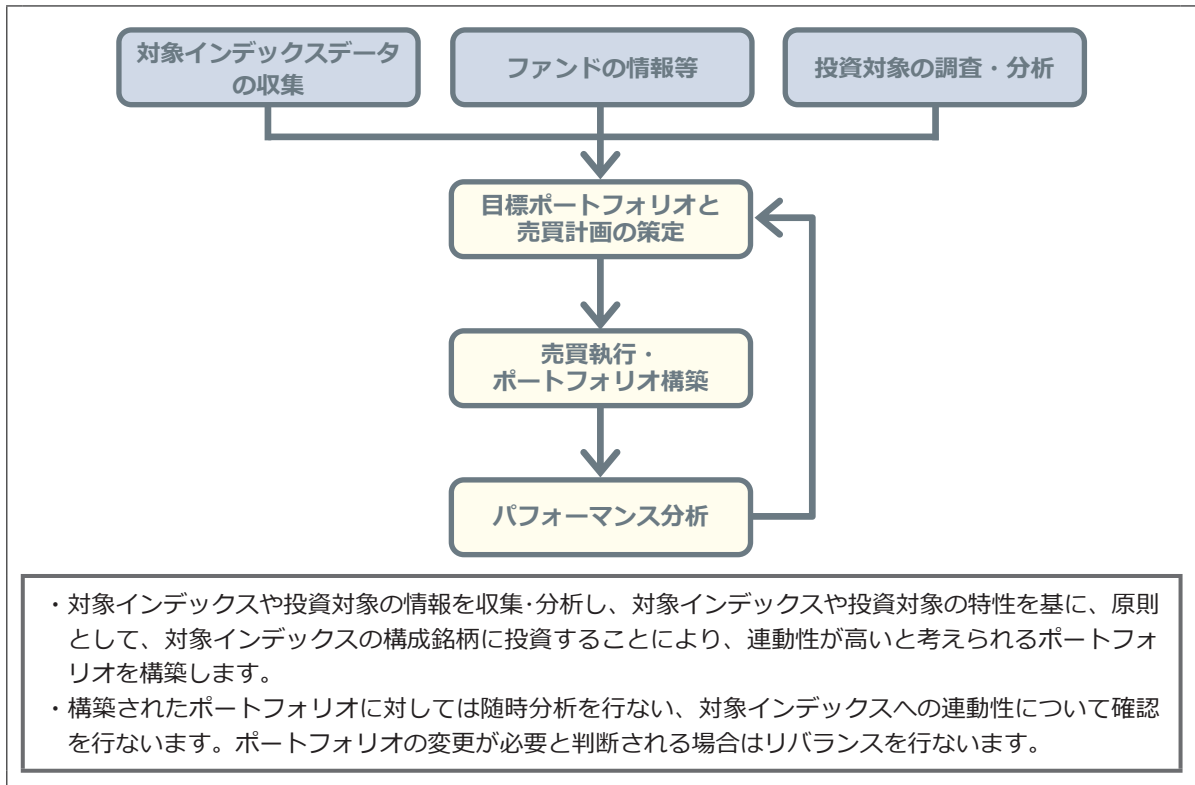 対象インデックスデータ
の収集
ファンドの情報等
投資対象の調査・分析
目標ポートフォリオと
売買計画の策定
売買執行・
ポートフォリオ構築
パフォーマンス分析
・対象インデックスや投資対象の情報を収集・分析し、対象インデックスや投資対象の特性を基に、原則
として、対象インデックスの構成銘柄に投資することにより、連動性が高いと考えられるポートフォ
リオを構築します。
・構築されたポートフォリオに対しては随時分析を行ない、対象インデックスへの連動性について確認
を行ないます。ポートフォリオの変更が必要と判断される場合はリバランスを行ないます。